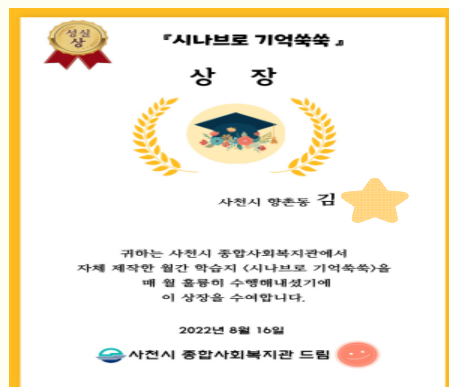 성실
상
『시나브로 기억쑥쑥 』
상 장
사천시 향촌동 김
귀하는 사천시 종합사회복지관에서
자체 제작한 월간 학습지 <시나브로 기억쑥쑥>을
매 월 훌륭히 수행해내셨기에
이 상장을 수여합니다.
2022년 8월 16일
사천시 종합사회복지관 드림